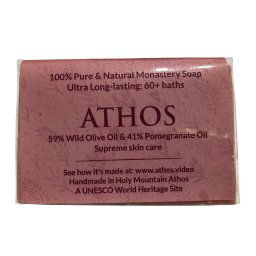 100% Pure & Natural Monastery Soap
Ultra Long-lasting; 60+ baths
ATHOS
59% Wild Olive Oil & 41% Pomegranate Oil
Supreme skin care
See how it's made at: www.athos.video
Handmade in Holy Mountain Athos
A UNESCO World Heritage Site